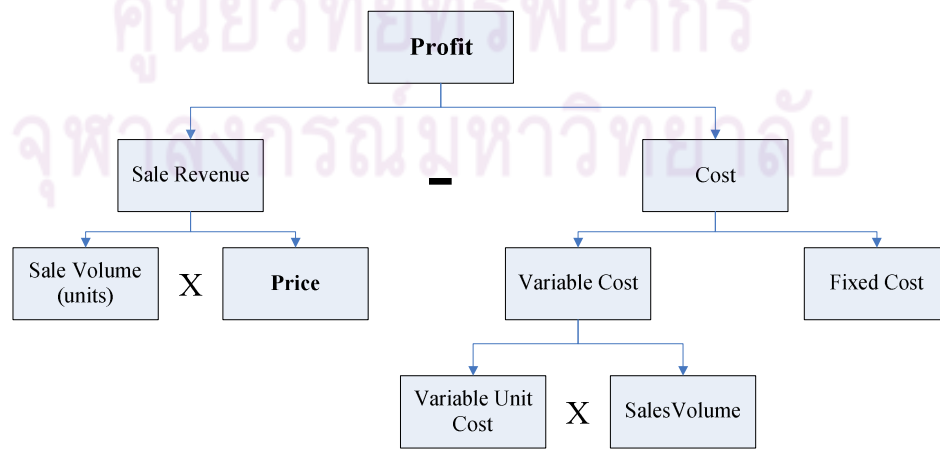 ศูนย์วิทยทรัพยากร
จุฬาลงกรณ์มหาวิทยาลัย
Profit
Sale Revenue
-
Cost
Sale Volume
(units)
X
Price
Variable Cost
Fixed Cost
Variable Unit
Cost
X
SalesVolume